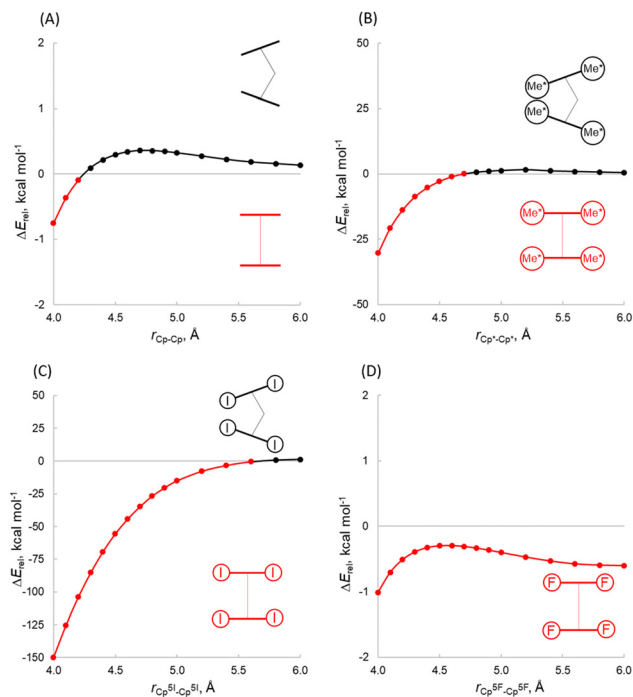 (A)
2
1
0
-1
-2
4.0 4.5 5.0 5.5 6.0
ΔErel, kcal mol-1
rCp-Cp, Å
(B)
50
25
0
-25
-50
4.0 4.5 5.0 5.5 6.0
ΔErel, kcal mol-1
rCp*-Cp*, Å
Me*
Me*
Me*
Me*
Me* Me*
Me* Me*
(C)
50
25
0
-25
-50
-75
-100
-125
-150
4.0 4.5 5.0 5.5 6.0
ΔErel, kcal mol-1
rCp5I-Cp5I, Å
I
I
I
I
I I
I I
(D)
2
1
0
-1
-2
4.0 4.5 5.0 5.5 6.0
ΔErel, kcal mol-1
rCp5F-Cp5F, Å
F F
F F